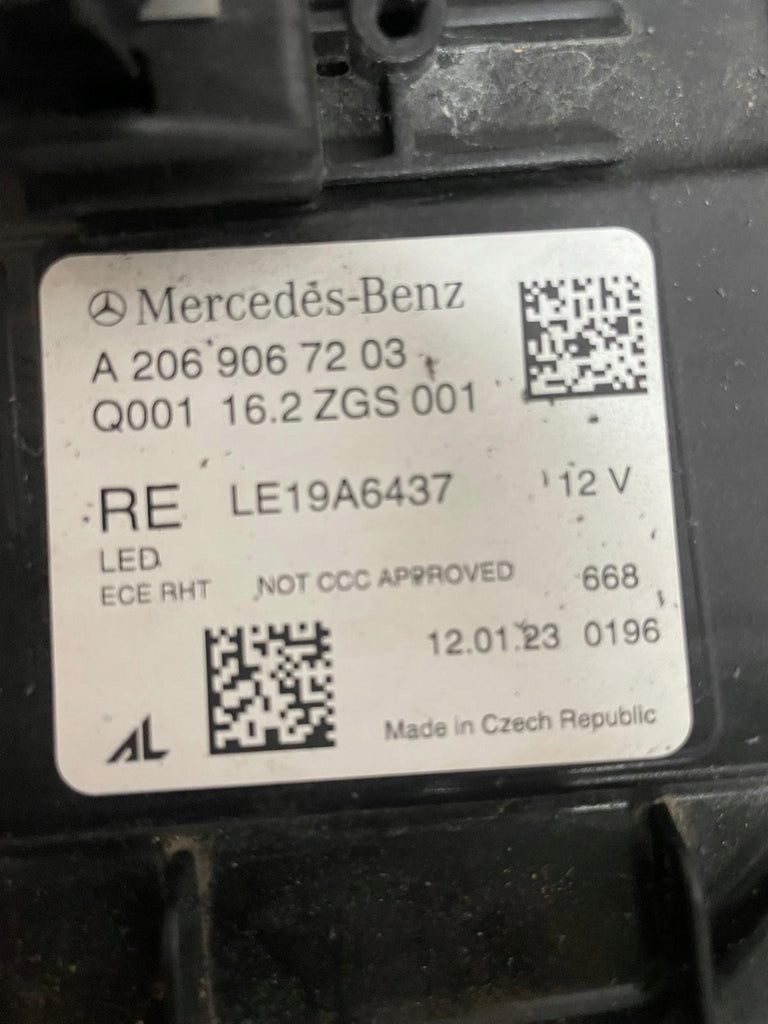 Mercedes-Benz
A 206 906 72 03
Q001 16.2 ZGS 001
RE LE19A6437 12 V
LED
ECE RHT NOT CCC APPROVED 668
12.01.23 0196
AL Made in Czech Republic